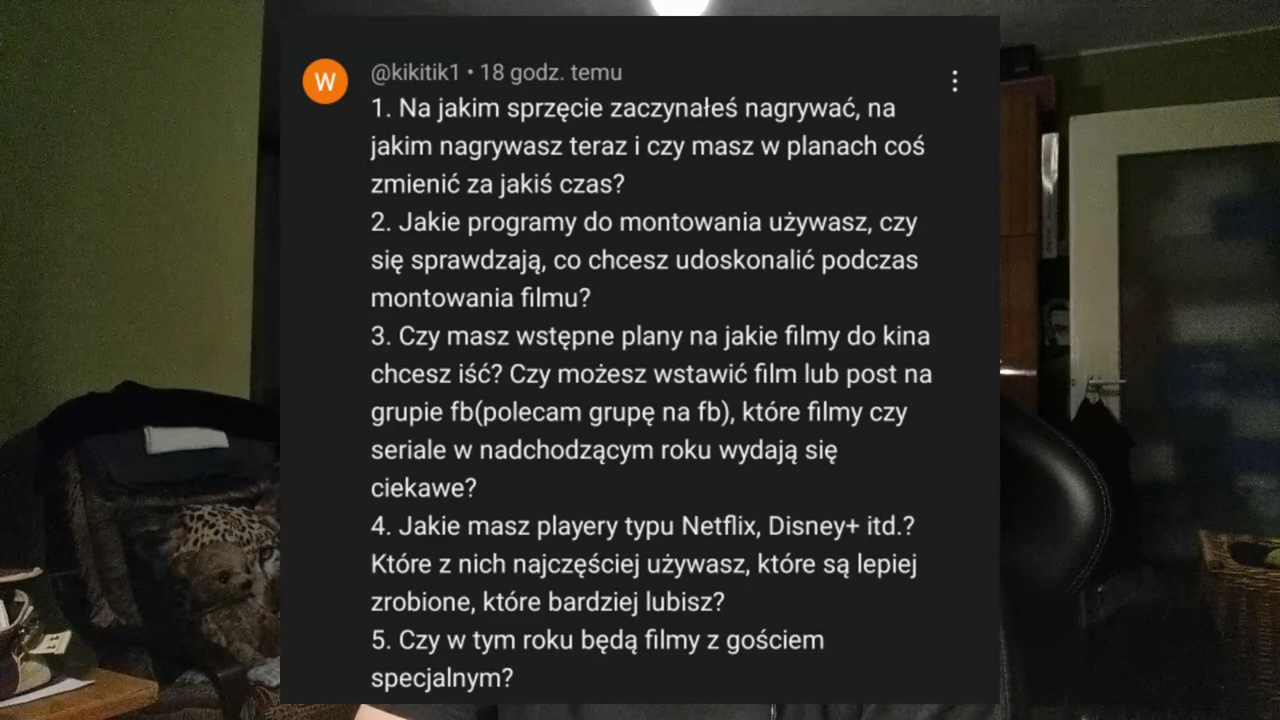 W
@kikitik1 • 18 godz. temu
1. Na jakim sprzęcie zaczynałeś nagrywać, na
jakim nagrywasz teraz i czy masz w planach coś
zmienić za jakiś czas?
2. Jakie programy do montowania używasz, czy
się sprawdzają, co chcesz udoskonalić podczas
montowania filmu?
3. Czy masz wstępne plany na jakie filmy do kina
chcesz iść? Czy możesz wstawić film lub post na
grupie fb(polecam grupę na fb), które filmy czy
seriale w nadchodzącym roku wydają się
ciekawe?
4. Jakie masz playery typu Netflix, Disney+ itd.?
Które z nich najczęściej używasz, które są lepiej
zrobione, które bardziej lubisz?
5. Czy w tym roku będą filmy z gościem
specjalnym?